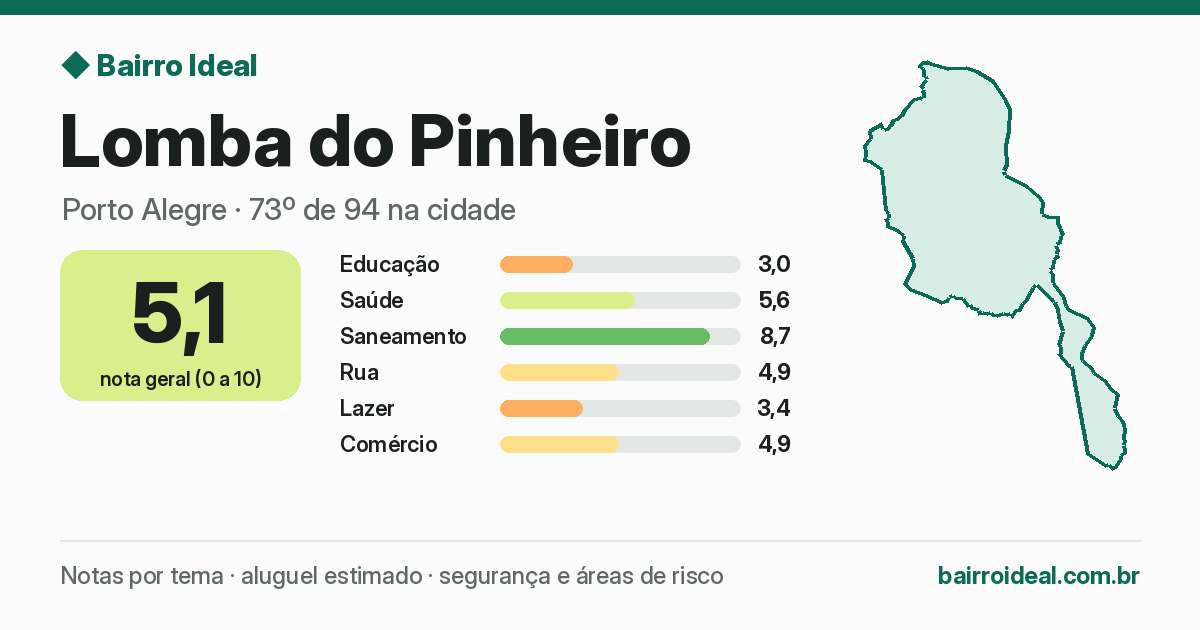 Bairro Ideal
Lomba do Pinheiro
Porto Alegre · 73º de 94 na cidade
5,1
nota geral (0 a 10)
Educação 3,0
Saúde 5,6
Saneamento 8,7
Rua 4,9
Lazer 3,4
Comércio 4,9
Notas por tema · aluguel estimado · segurança e áreas de risco
bairroideal.com.br